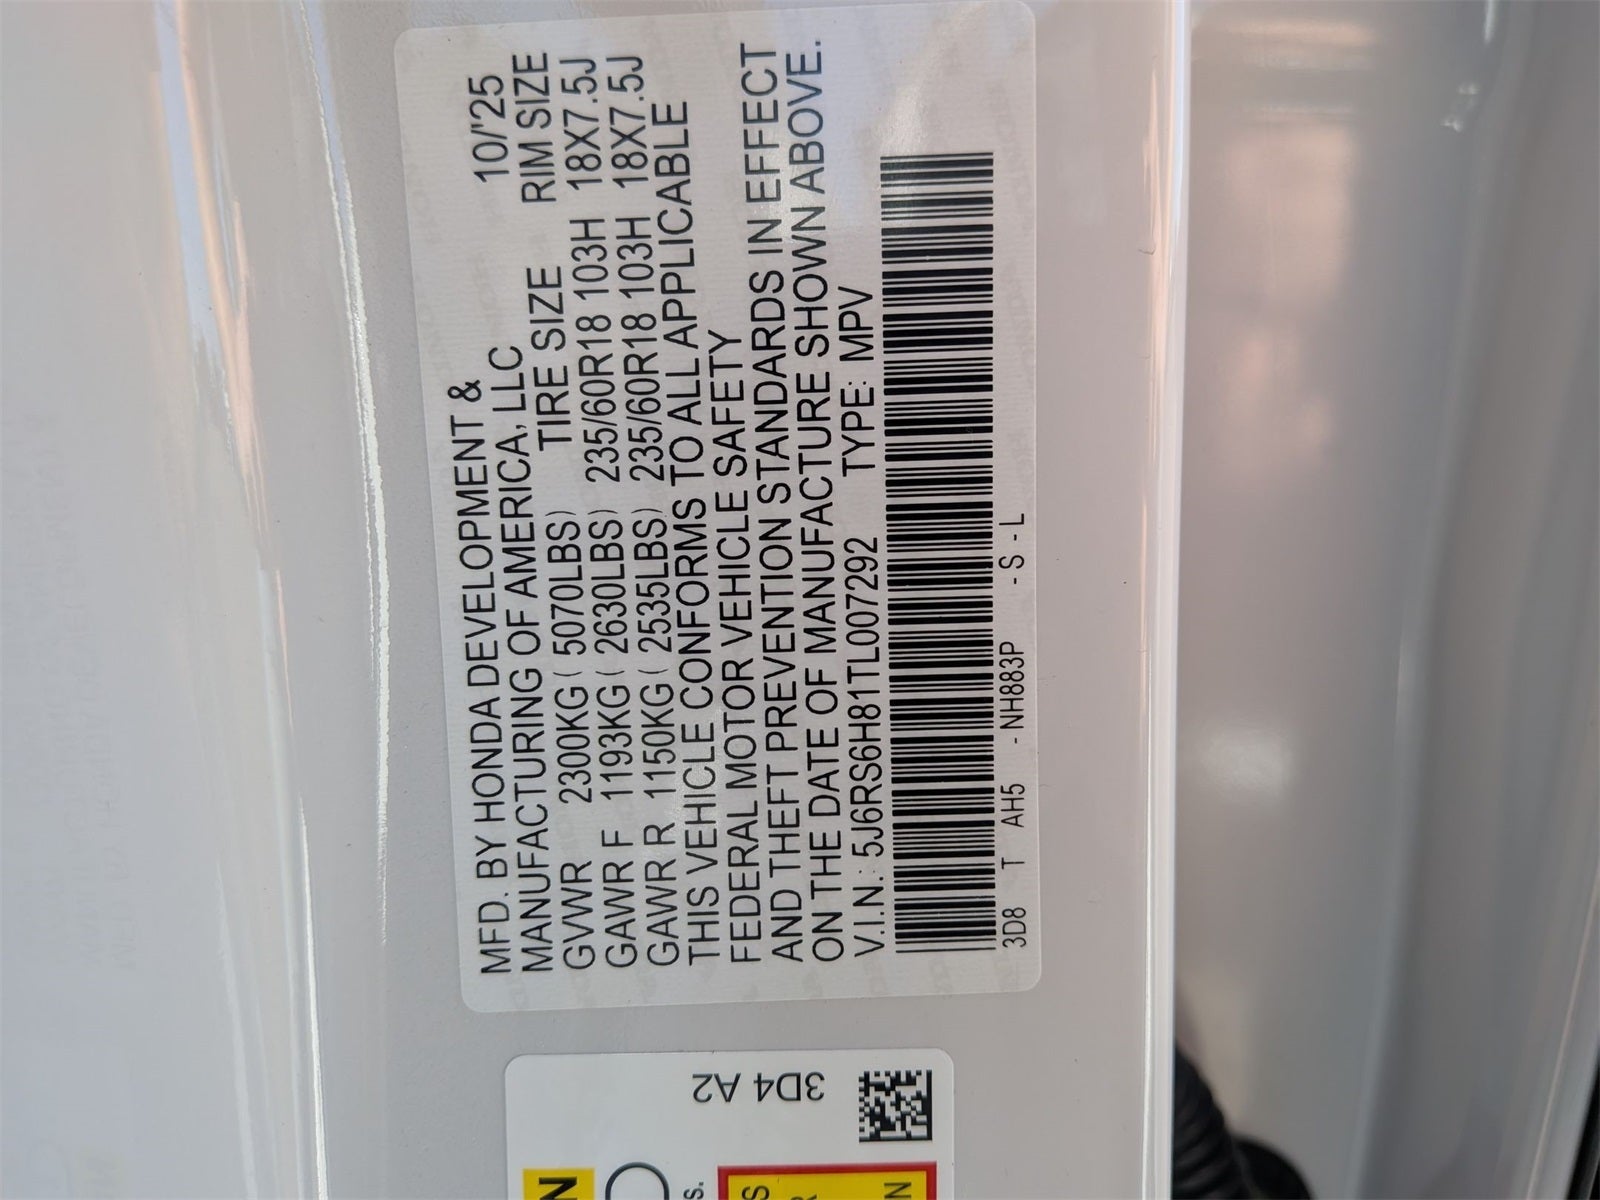 MFD. BY HONDA DEVELOPMENT & 10/'25
MANUFACTURING OF AMERICA, LLC
TIRE SIZE RIM SIZE
GVWR 2300KG ( 5070LBS) 235/60R18 103H 18X7.5J
GAWR F 1193KG ( 2630LBS) 235/60R18 103H 18X7.5J
GAWR R 1150KG ( 2535LBS)
THIS VEHICLE CONFORMS TO ALL APPLICABLE
FEDERAL MOTOR VEHICLE SAFETY
AND THEFT PREVENTION STANDARDS IN EFFECT
ON THE DATE OF MANUFACTURE SHOWN ABOVE.
V.I.N.: 5J6RS6H81TL007292 TYPE: MPV
3D8 T AH5 - NH883P - S - L
3D4 A2